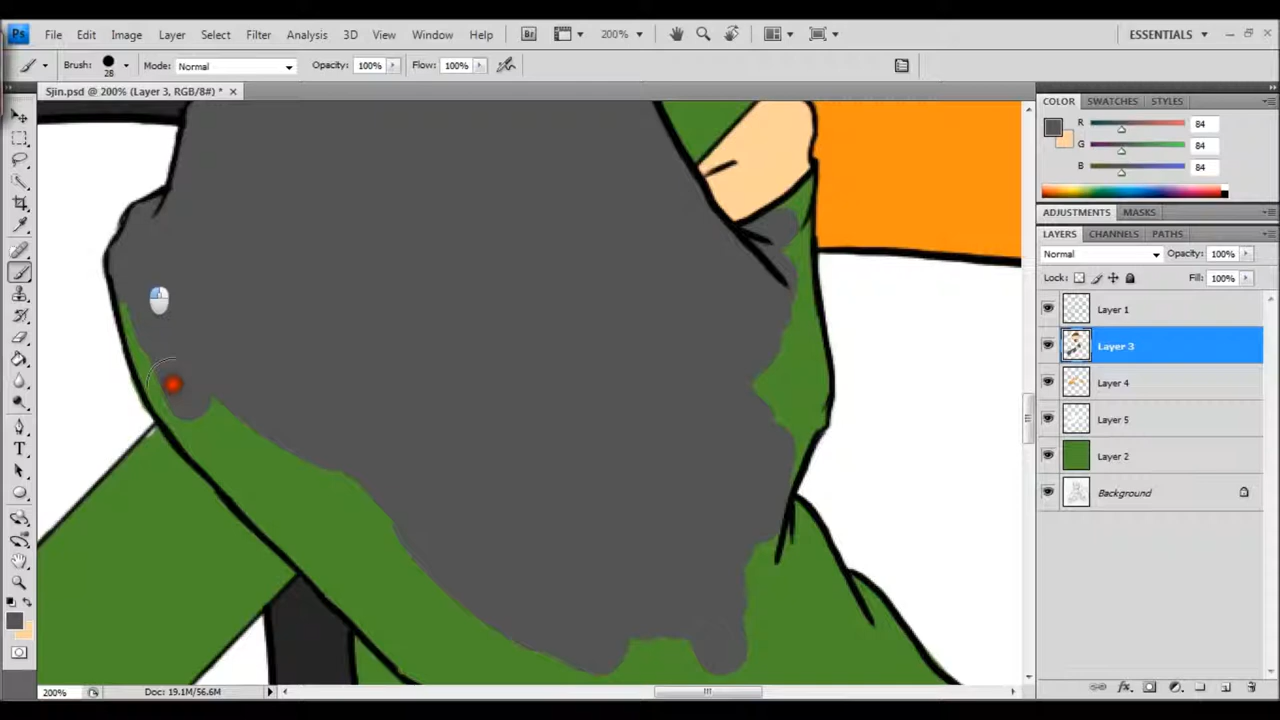 Ps File Edit Image Layer Select Filter Analysis 3D View Window Help Br 200% ESSENTIALS
Brush: 28 Mode: Normal Opacity: 100% Flow: 100%
Sjin.psd @ 200% (Layer 3, RGB/8#) *
COLOR SWATCHES STYLES
R 84
G 84
B 84
ADJUSTMENTS MASKS
LAYERS CHANNELS PATHS
Normal Opacity: 100%
Lock: Fill: 100%
Layer 1
Layer 3
Layer 4
Layer 5
Layer 2
Background
200% Doc: 19.1M/56.6M